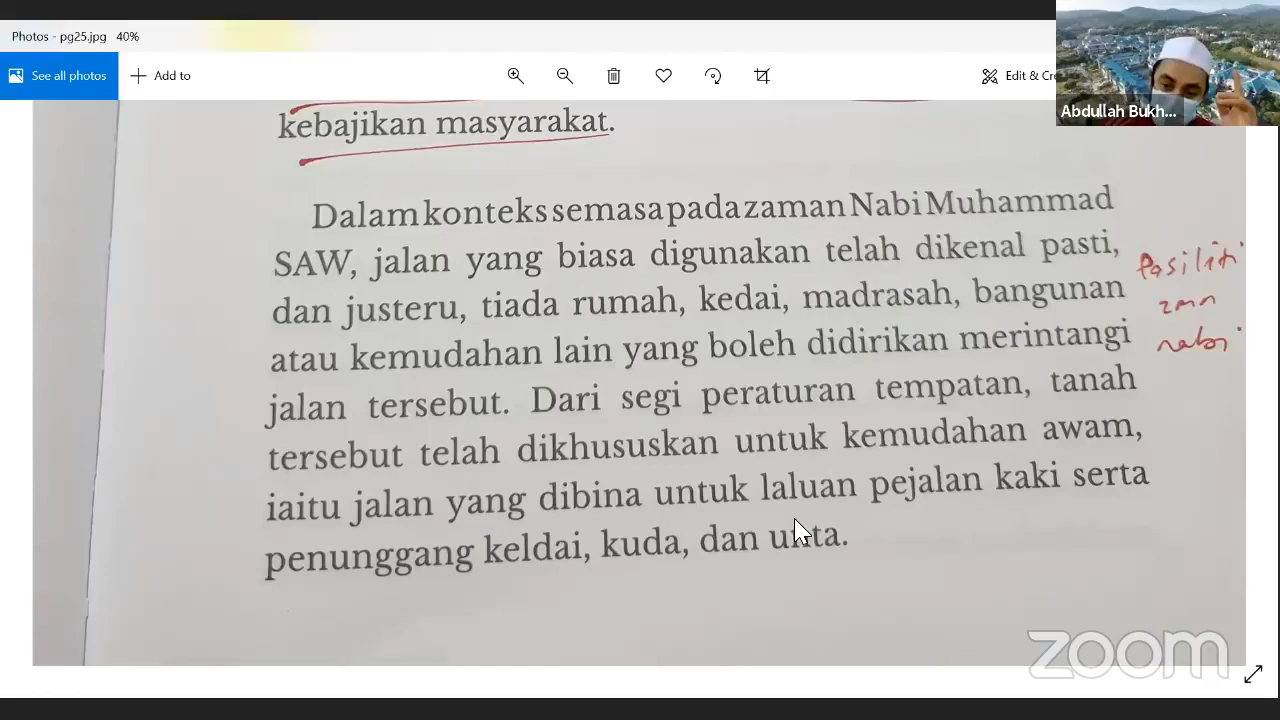 Photos - pg25.jpg 40%
See all photos
Add to
Edit & Cre
Abdullah Bukh...
kebajikan masyarakat.
Dalam konteks semasa pada zaman Nabi Muhammad
SAW, jalan yang biasa digunakan telah dikenal pasti,
dan justeru, tiada rumah, kedai, madrasah, bangunan
atau kemudahan lain yang boleh didirikan merintangi
jalan tersebut. Dari segi peraturan tempatan, tanah
tersebut telah dikhususkan untuk kemudahan awam,
iaitu jalan yang dibina untuk laluan pejalan kaki serta
penunggang keldai, kuda, dan unta.
Fasiliti
zmn
nabi
zoom